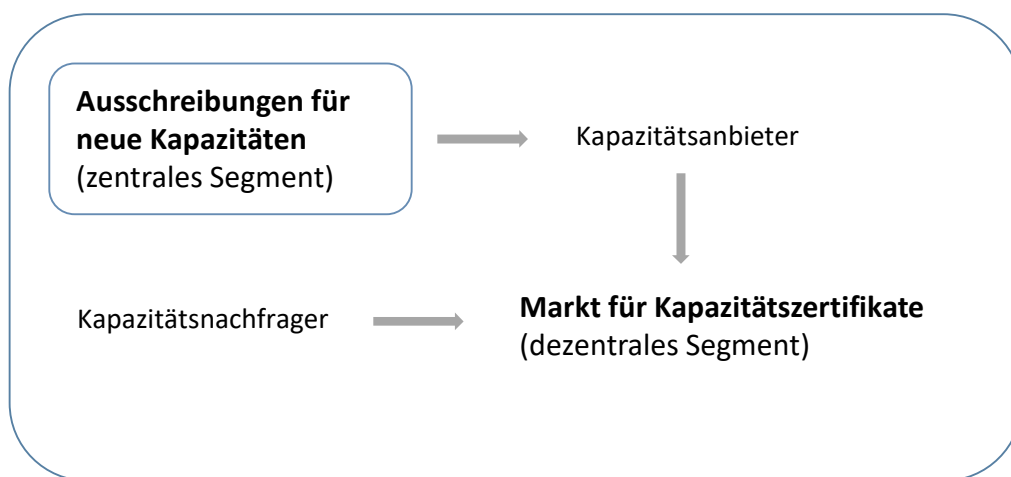 Ausschreibungen für
neue Kapazitäten
(zentrales Segment)
Kapazitätsanbieter
Kapazitätsnachfrager
Markt für Kapazitätszertifikate
(dezentrales Segment)